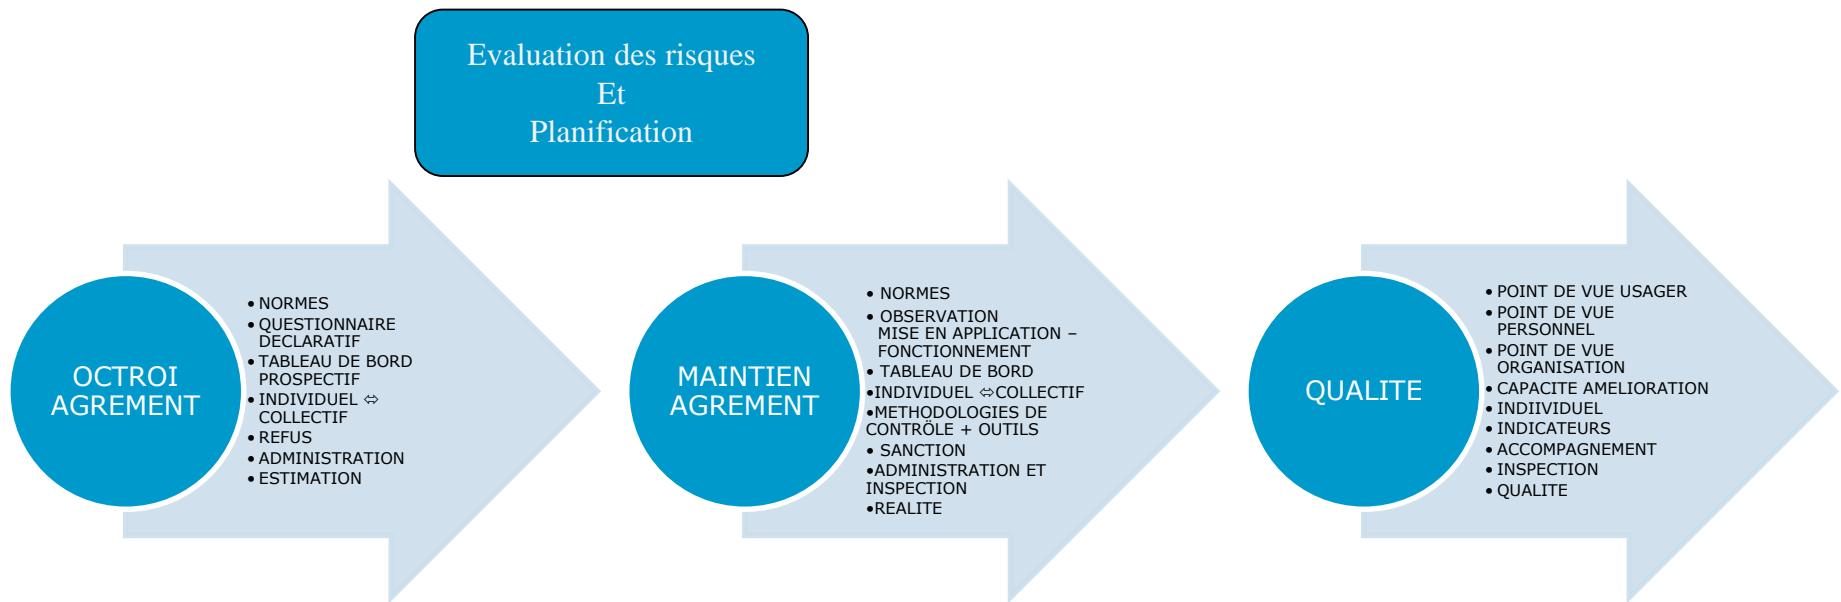 Evaluation des risques
Et
Planification
OCTROI
AGREMENT
• NORMES
• QUESTIONNAIRE
DECLARATIF
• TABLEAU DE BORD
PROSPECTIF
• INDIVIDUEL ⇔
COLLECTIF
• REFUS
• ADMINISTRATION
• ESTIMATION
MAINTIEN
AGREMENT
• NORMES
• OBSERVATION
MISE EN APPLICATION –
FONCTIONNEMENT
• TABLEAU DE BORD
•INDIVIDUEL ⇔COLLECTIF
•METHODOLOGIES DE
CONTRÖLE + OUTILS
• SANCTION
•ADMINISTRATION ET
INSPECTION
•REALITE
QUALITE
• POINT DE VUE USAGER
• POINT DE VUE
PERSONNEL
• POINT DE VUE
ORGANISATION
• CAPACITE AMELIORATION
• INDIIVIDUEL
• INDICATEURS
• ACCOMPAGNEMENT
• INSPECTION
• QUALITE